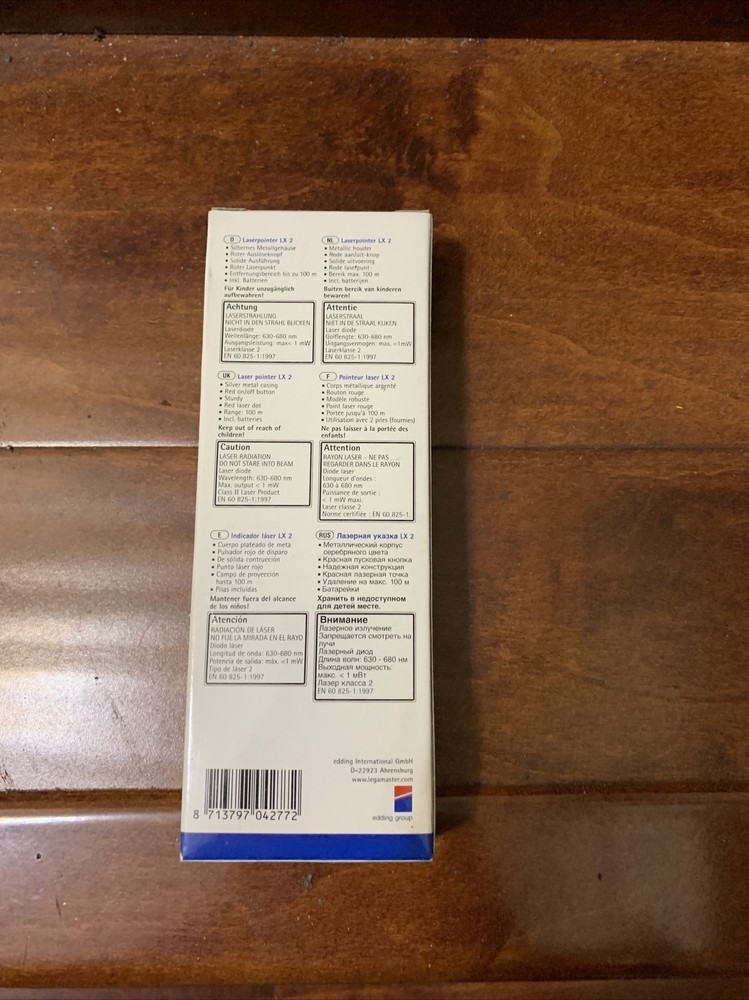 D Laserpointer LX 2
• Silbernes Metallgehäuse
• Roter Auslöseknopf
• Solide Ausführung
• Roter Laserpunkt
• Entfernungsbereich bis zu 100 m
• Inkl. Batterien
Für Kinder unzugänglich
aufbewahren!
Achtung
LASERSTRAHLUNG
NICHT IN DEN STRAHL BLICKEN
Laserdiode
Wellenlänge: 630-680 nm
Ausgangsleistung: max< 1 mW
Laserklasse 2
EN 60 825-1:1997
NL Laserpointer LX 2
• Metallic houder
• Rode aan/uit-knop
• Solide uitvoering
• Rode laserpunt
• Bereik max. 100 m
• Incl. batterijen
Buiten bereik van kinderen
bewaren!
Attentie
LASERSTRAAL
NIET IN DE STRAAL KIJKEN
Laser diode
Golflengte: 630-680 nm
Uitgangsvermogen: max. <1mW
Laserklasse 2
EN 60 825-1:1997
UK Laser pointer LX 2
• Silver metal casing
• Red on/off button
• Sturdy
• Red laser dot
• Range: 100 m
• Incl. batteries
Keep out of reach of
children!
Caution
LASER RADIATION
DO NOT STARE INTO BEAM
Laser diode
Wavelength: 630-680 nm
Max. output < 1 mW
Class II Laser Product
EN 60 825-1:1997
F Pointeur laser LX 2
• Corps métallique argenté
• Bouton rouge
• Modèle robuste
• Point laser rouge
• Portée jusqu'à 100 m
• Utilisation avec 2 piles (fournies)
Ne pas laisser à la portée des
enfants!
Attention
RAYON LASER - NE PAS
REGARDER DANS LE RAYON
Diode laser
Longueur d'ondes :
630 à 680 nm
Puissance de sortie :
< 1 mW maxi.
Laser classe 2
Norme certifiée : EN 60 825-1.
E Indicador láser LX 2
• Cuerpo plateado de meta
• Pulsador rojo de disparo
• De sólida contrucción
• Punto láser rojo
• Campo de proyección
hasta 100 m
• Pilas incluídas
Mantener fuera del alcance
de los niños!
Atención
RADIACIÓN DE LÁSER
NO FIJE LA MIRADA EN EL RAYO
Diodo láser
Longitud de onda: 630-680 nm
Potencia de salida: máx. <1 mW
Tipo de láser 2
EN 60 825-1:1997
RUS Лазерная указка LX 2
• Металлический корпус
серебряного цвета
• Красная пусковая кнопка
• Надежная конструкция
• Красная лазерная точка
• Удаление на макс. 100 м
• Батарейки
Хранить в недоступном
для детей месте.
Внимание
Лазерное излучение
Запрещается смотреть на
лучи
Лазерный диод
Длина волн: 630 - 680 нм
Выходная мощность:
макс. < 1 мВт
Лазер класса 2
EN 60 825-1:1997
edding International GmbH
D-22923 Ahrensburg
www.legamaster.com
edding group
8 713797 042772